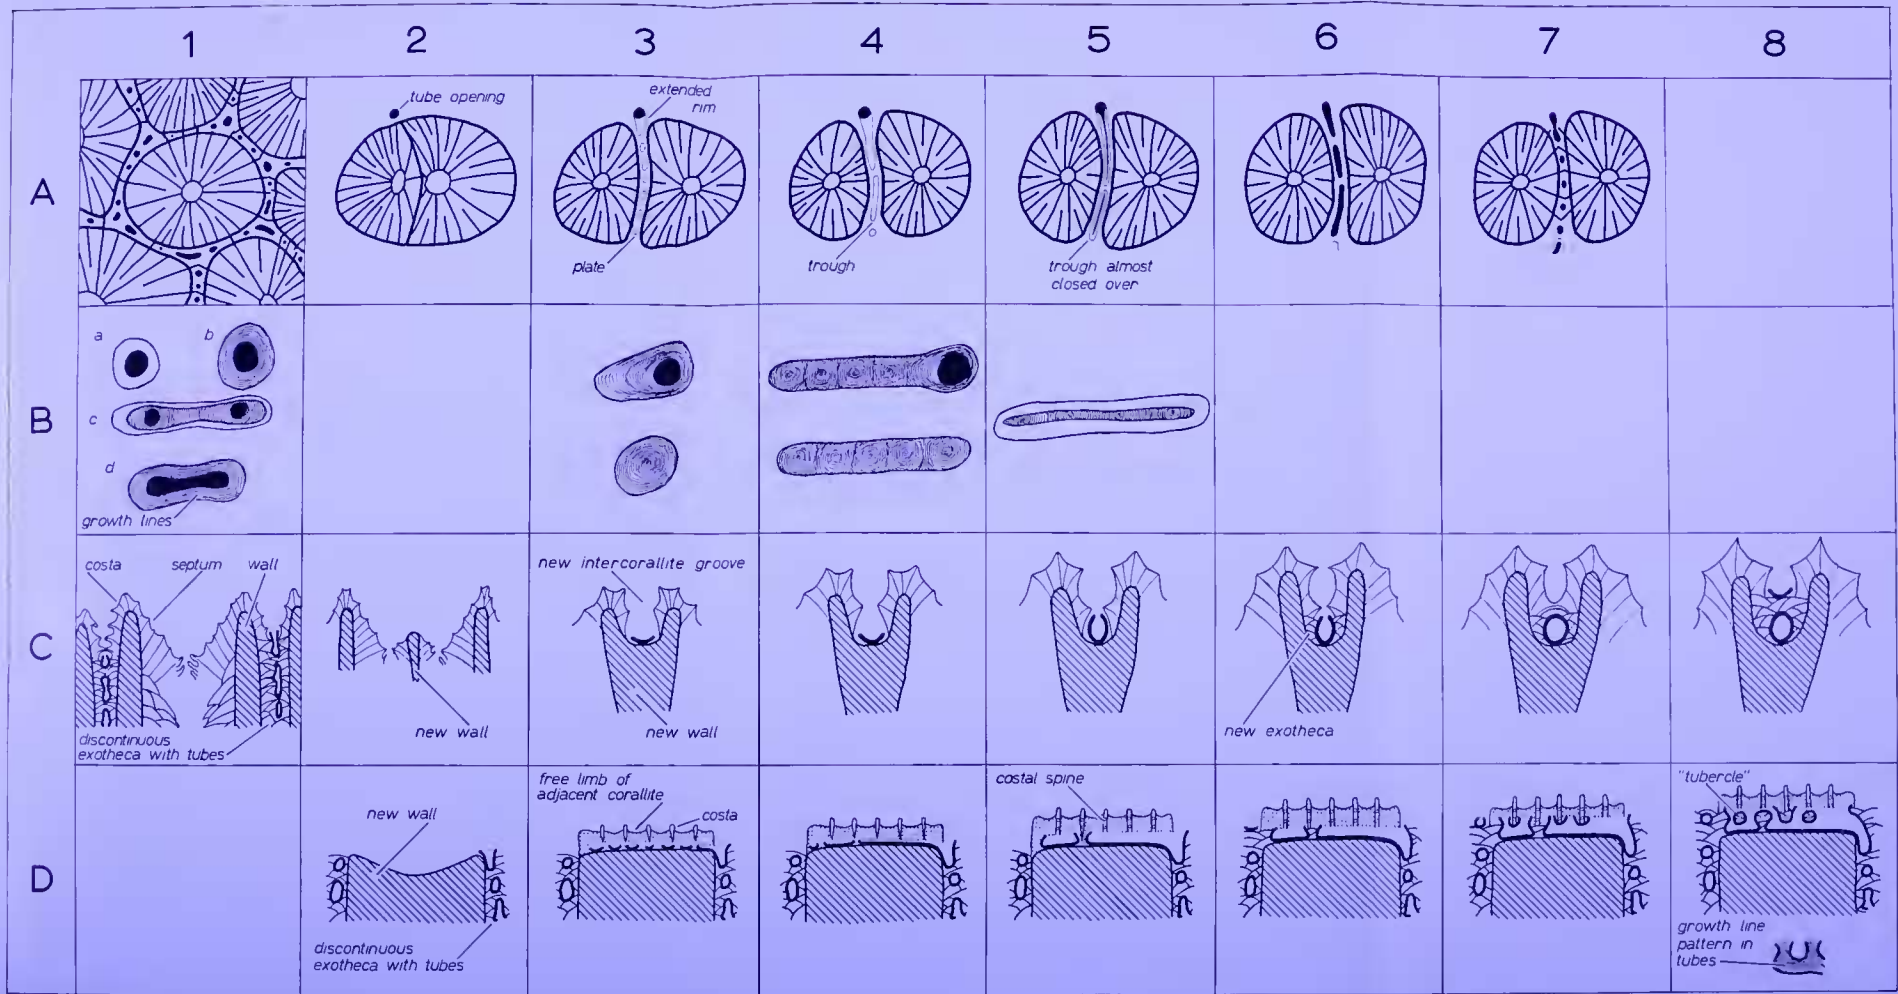 1 2 3 4 5 6 7 8
A
tube opening
extended
rim
plate
trough
trough almost
closed over
B
a
b
c
d
growth lines
C
costa
septum
wall
discontinuous
exotheca with tubes
new wall
new intercorallite groove
new wall
new exotheca
D
new wall
discontinuous
exotheca with tubes
free limb of
adjacent corallite
costa
costal spine
"tubercle"
growth line
pattern in
tubes